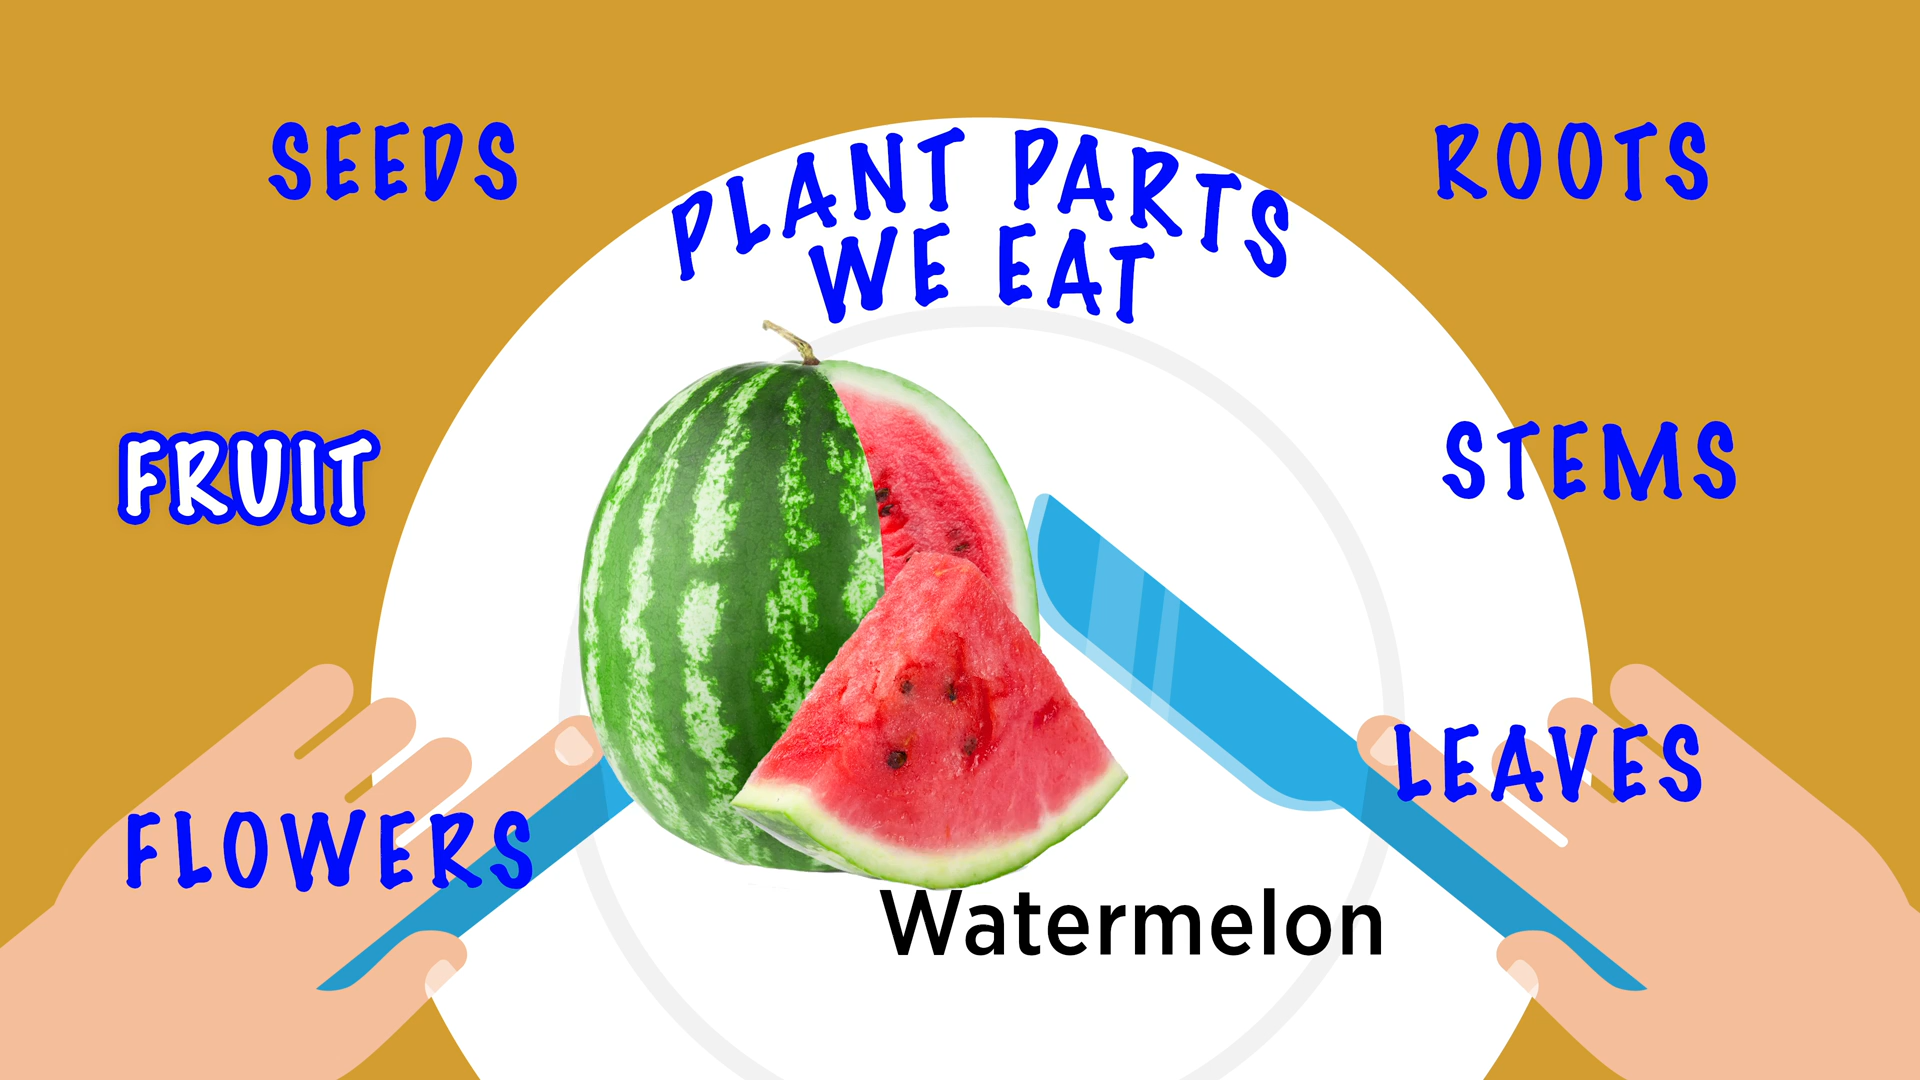 PLANT PARTS
WE EAT
SEEDS
ROOTS
FRUIT
STEMS
FLOWERS
LEAVES
Watermelon